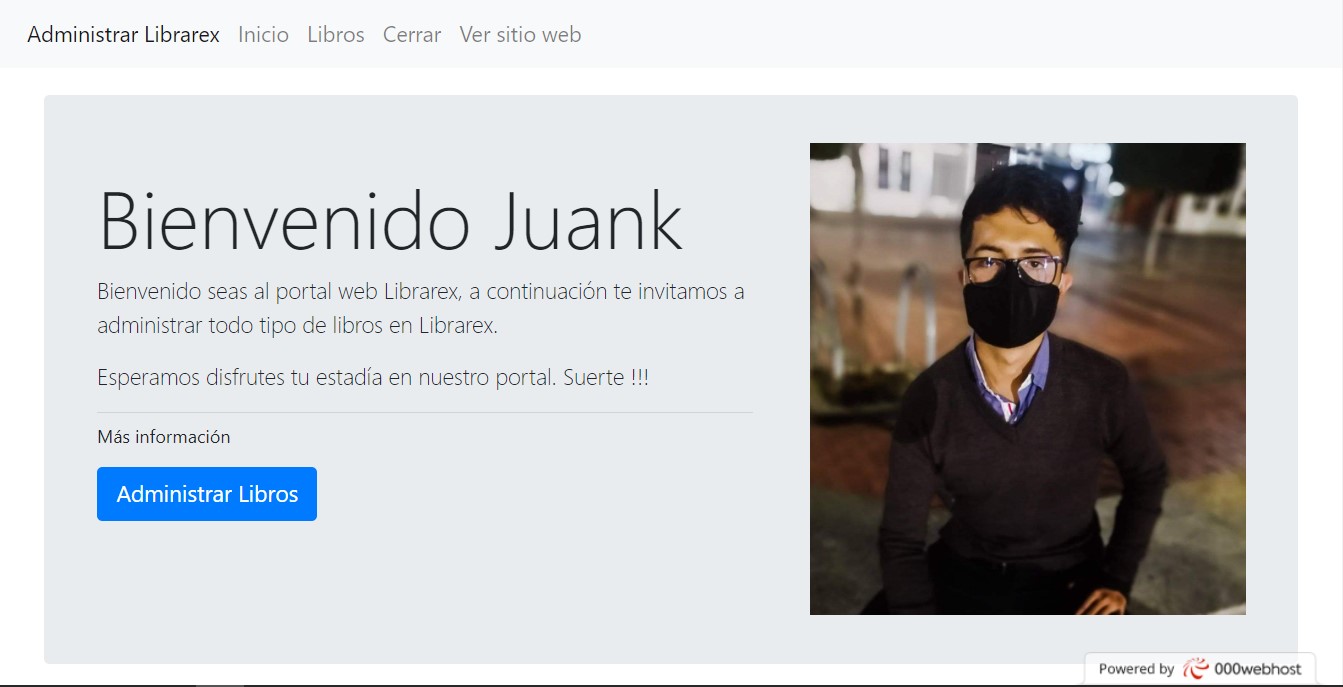 Administrar Librarex Inicio Libros Cerrar Ver sitio web
Bienvenido Juank
Bienvenido seas al portal web Librarex, a continuación te invitamos a
administrar todo tipo de libros en Librarex.
Esperamos disfrutes tu estadía en nuestro portal. Suerte !!!
Más información
Administrar Libros
Powered by 000webhost